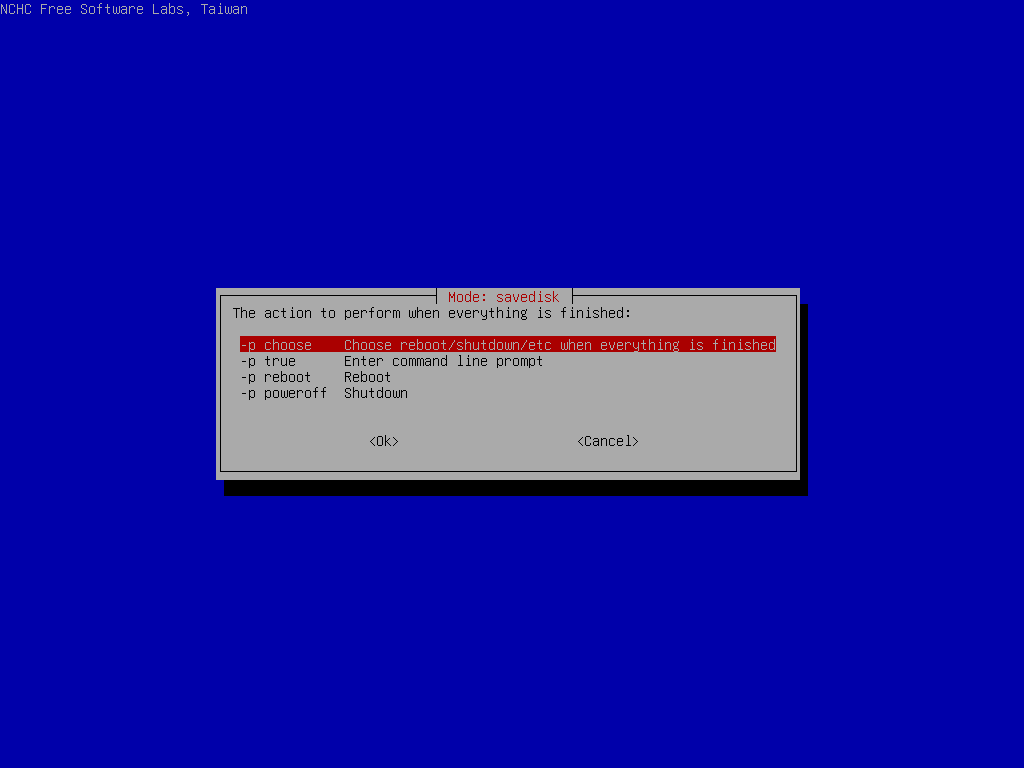 NCHC Free Software Labs, Taiwan
Mode: savedisk
The action to perform when everything is finished:
-p choose    Choose reboot/shutdown/etc when everything is finished
-p true      Enter command line prompt
-p reboot    Reboot
-p poweroff  Shutdown
<Ok>                      <Cancel>